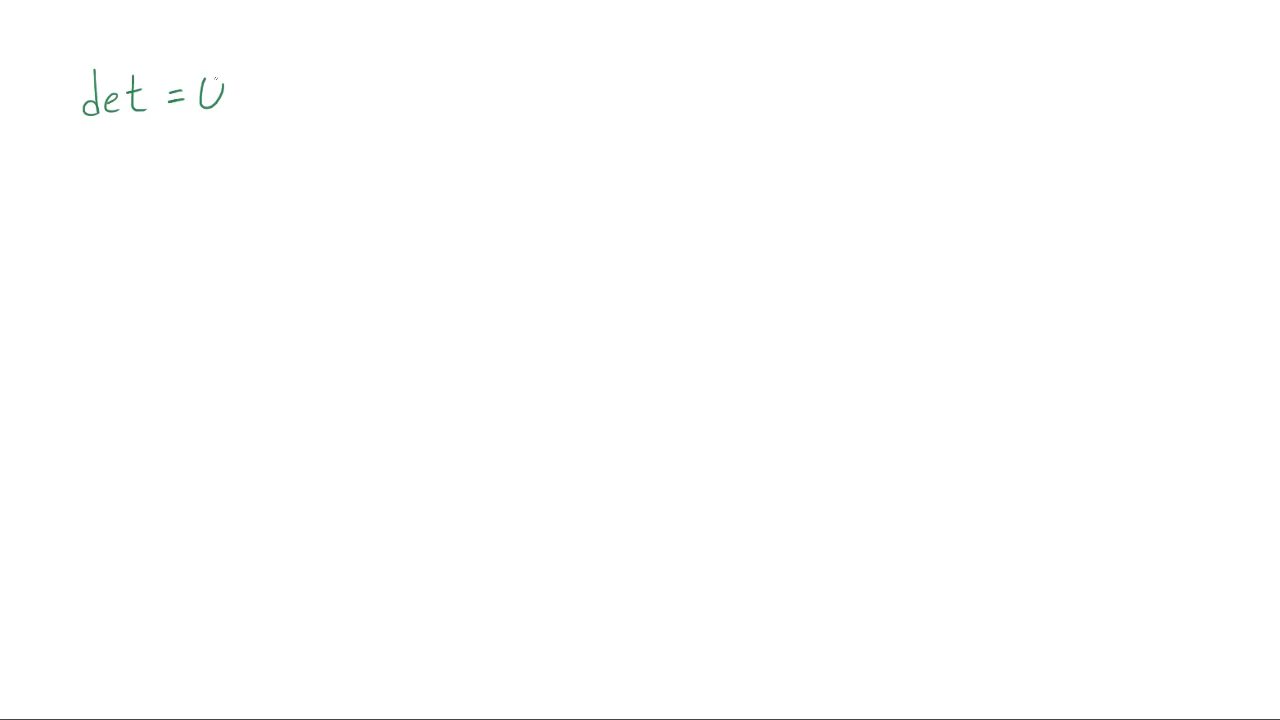 det = 0